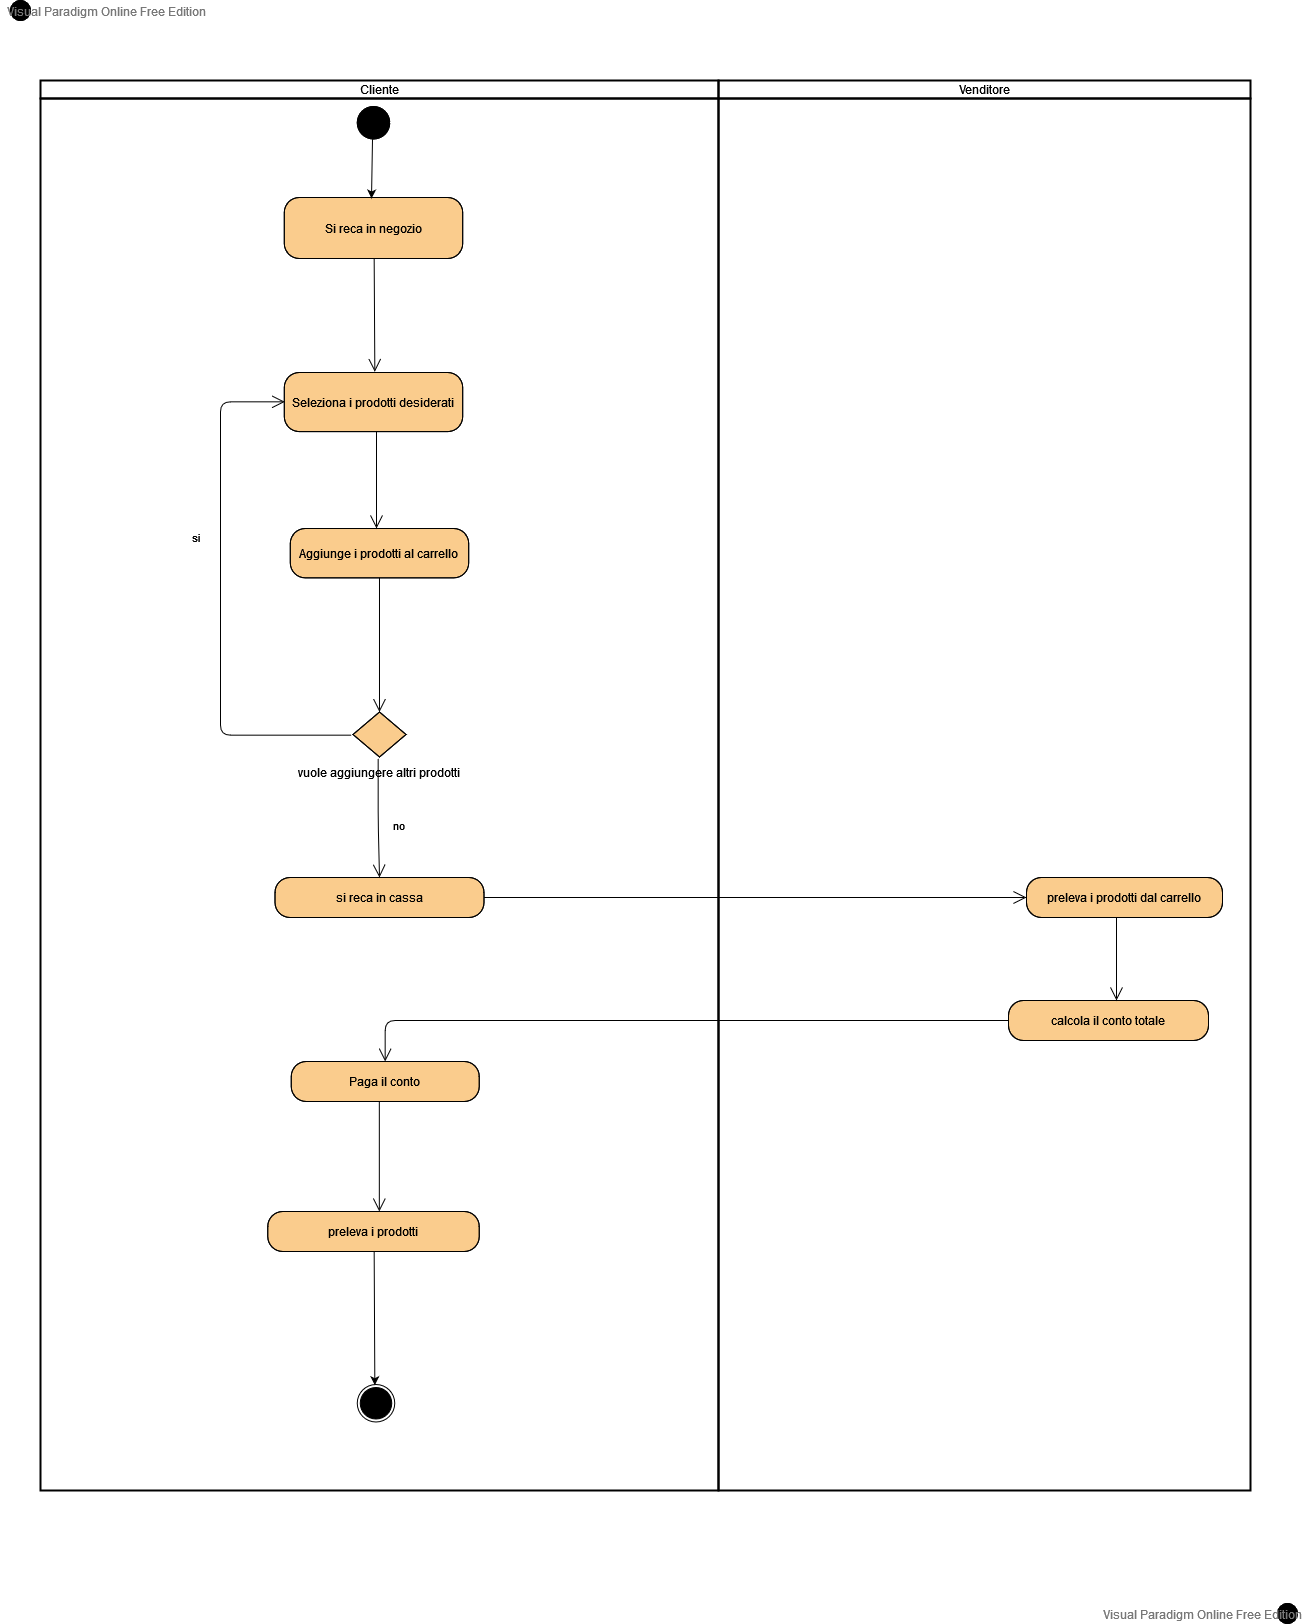 Visual Paradigm Online Free Edition
Cliente
Venditore
Si reca in negozio
Seleziona i prodotti desiderati
si
Aggiunge i prodotti al carrello
vuole aggiungere altri prodotti
no
si reca in cassa
preleva i prodotti dal carrello
calcola il conto totale
Paga il conto
preleva i prodotti
Visual Paradigm Online Free Edition